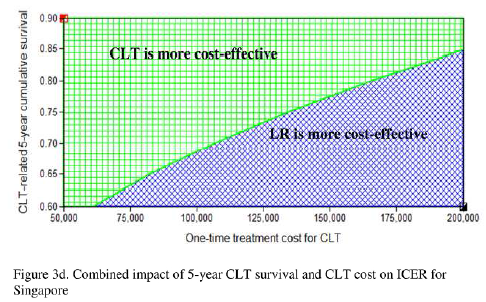 0.90
0.85
0.80
0.75
0.70
0.65
0.60
CLT-related 5-year cumulative survival
CLT is more cost-effective
LR is more cost-effective
50,000 75,000 100,000 125,000 150,000 175,000 200,000
One-time treatment cost for CLT
Figure 3d. Combined impact of 5-year CLT survival and CLT cost on ICER for
Singapore